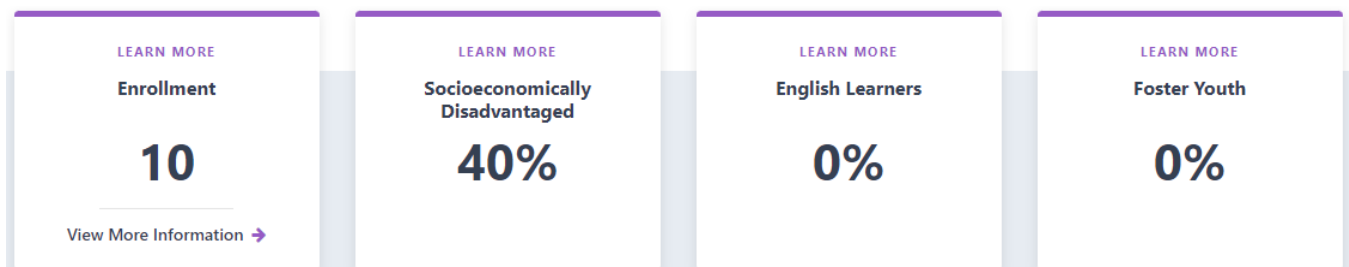 LEARN MORE
Enrollment
10
View More Information
LEARN MORE
Socioeconomically
Disadvantaged
40%
LEARN MORE
English Learners
0%
LEARN MORE
Foster Youth
0%